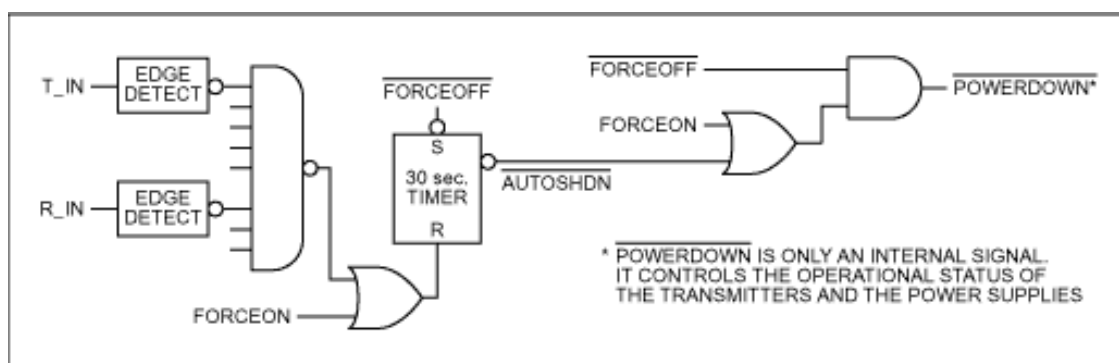 T_IN
EDGE
DETECT
R_IN
EDGE
DETECT
FORCEON
FORCEOFF
S
30 sec.
TIMER
R
AUTOSHDN
FORCEOFF
FORCEON
POWERDOWN*
* POWERDOWN IS ONLY AN INTERNAL SIGNAL.
IT CONTROLS THE OPERATIONAL STATUS OF
THE TRANSMITTERS AND THE POWER SUPPLIES